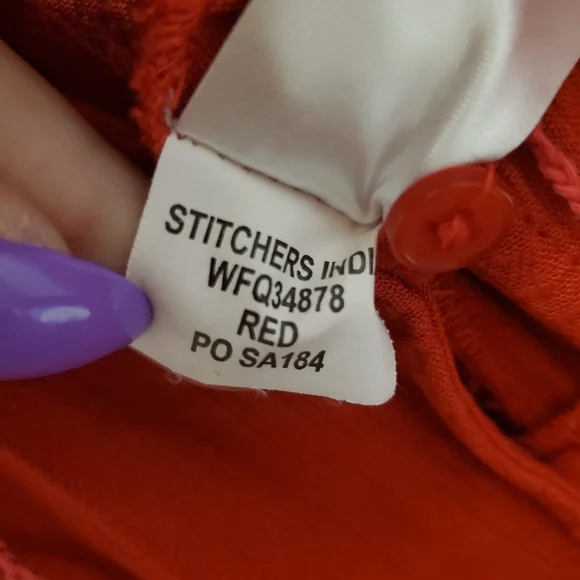 STITCHERS INDI
WFQ34878
RED
PO SA184